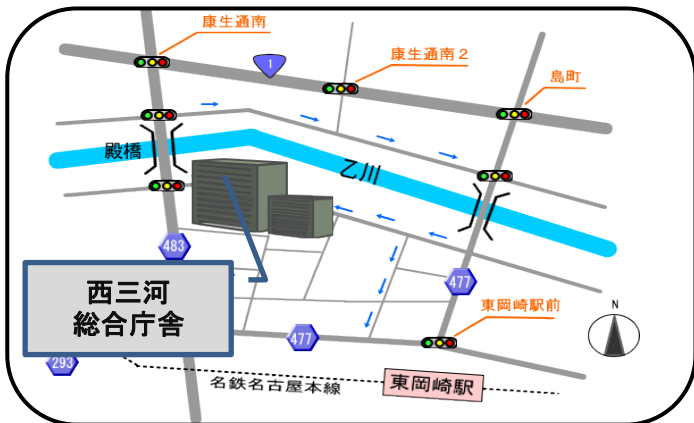 康生通南
1
康生通南2
島町
殿橋
乙川
483
477
西三河
総合庁舎
東岡崎駅前
N
477
293
名鉄名古屋本線
東岡崎駅